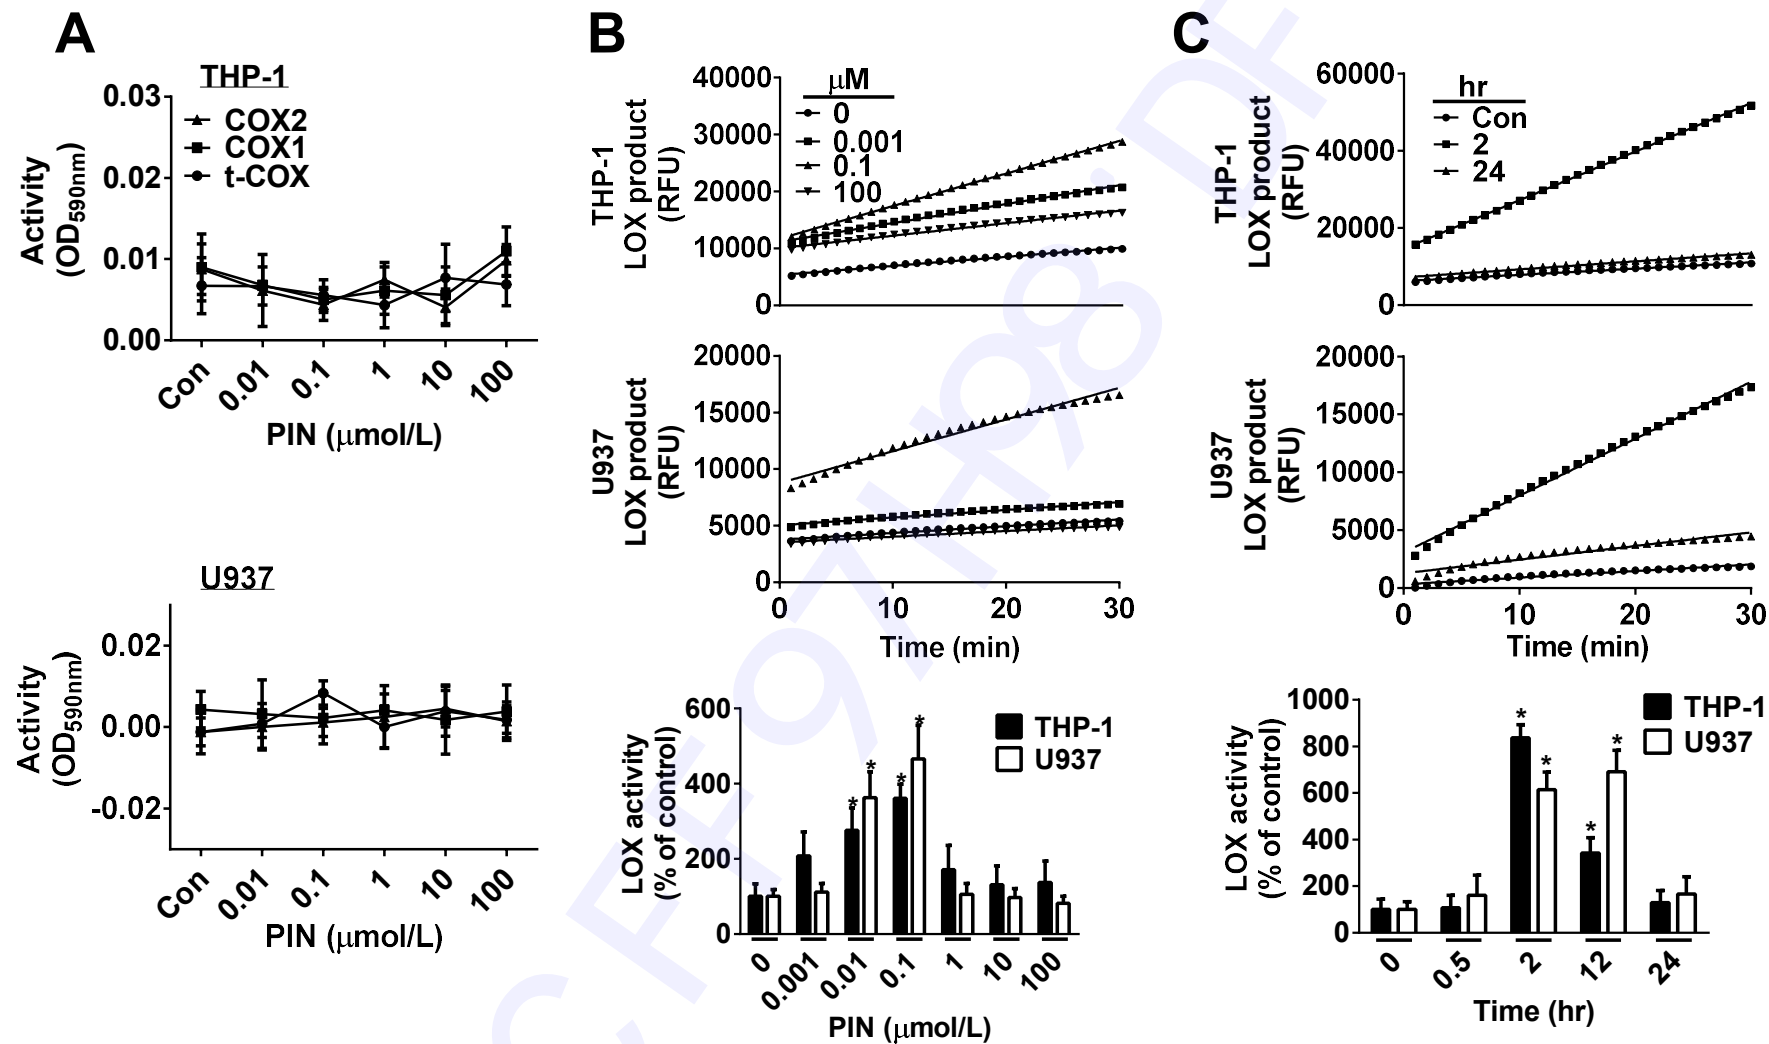 A
THP-1
0.03
0.02
0.01
0.00
COX2
COX1
t-COX
Activity
(OD590nm)
Con 0.01 0.1 1 10 100
PIN (μmol/L)
U937
0.02
0.00
-0.02
Activity
(OD590nm)
Con 0.01 0.1 1 10 100
PIN (μmol/L)
B
THP-1
LOX product
(RFU)
40000
30000
20000
10000
0
μM
0
0.001
0.1
100
U937
LOX product
(RFU)
20000
15000
10000
5000
0
0 10 20 30
Time (min)
LOX activity
(% of control)
600
400
200
0
THP-1
U937
* * * *
0 0.001 0.01 0.1 1 10 100
PIN (μmol/L)
C
THP-1
LOX product
(RFU)
60000
40000
20000
0
hr
Con
2
24
U937
LOX product
(RFU)
20000
15000
10000
5000
0
0 10 20 30
Time (min)
LOX activity
(% of control)
1000
800
600
400
200
0
THP-1
U937
* * * *
0 0.5 2 12 24
Time (hr)